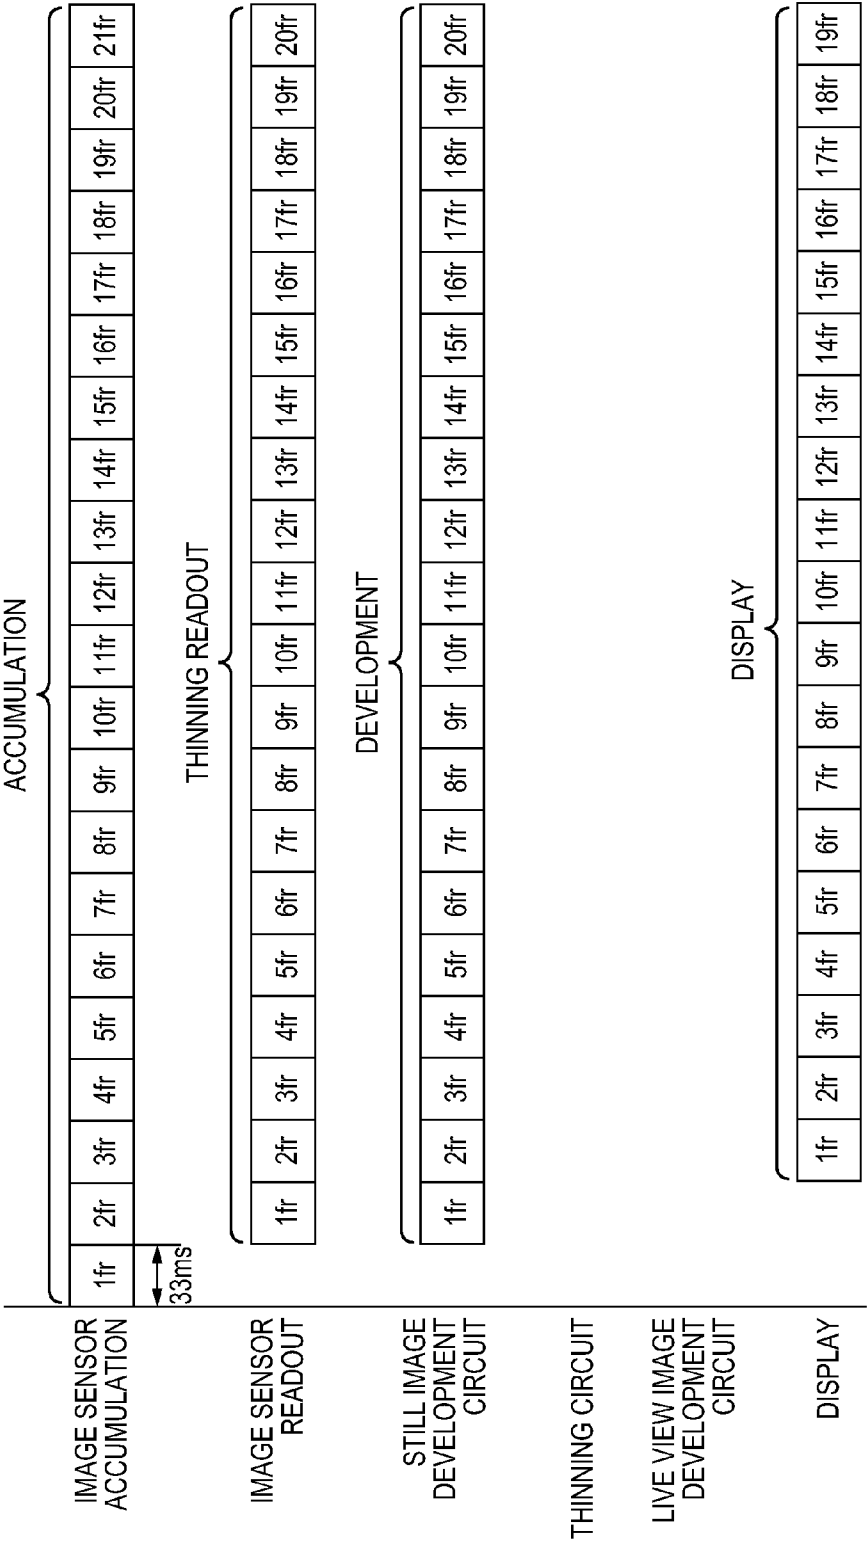 ACCUMULATION
IMAGE SENSOR
ACCUMULATION
1fr 2fr 3fr 4fr 5fr 6fr 7fr 8fr 9fr 10fr 11fr 12fr 13fr 14fr 15fr 16fr 17fr 18fr 19fr 20fr 21fr
33ms
THINNING READOUT
IMAGE SENSOR
READOUT
1fr 2fr 3fr 4fr 5fr 6fr 7fr 8fr 9fr 10fr 11fr 12fr 13fr 14fr 15fr 16fr 17fr 18fr 19fr 20fr
DEVELOPMENT
STILL IMAGE
DEVELOPMENT
CIRCUIT
1fr 2fr 3fr 4fr 5fr 6fr 7fr 8fr 9fr 10fr 11fr 12fr 13fr 14fr 15fr 16fr 17fr 18fr 19fr 20fr
THINNING CIRCUIT
LIVE VIEW IMAGE
DEVELOPMENT
CIRCUIT
DISPLAY
DISPLAY
1fr 2fr 3fr 4fr 5fr 6fr 7fr 8fr 9fr 10fr 11fr 12fr 13fr 14fr 15fr 16fr 17fr 18fr 19fr